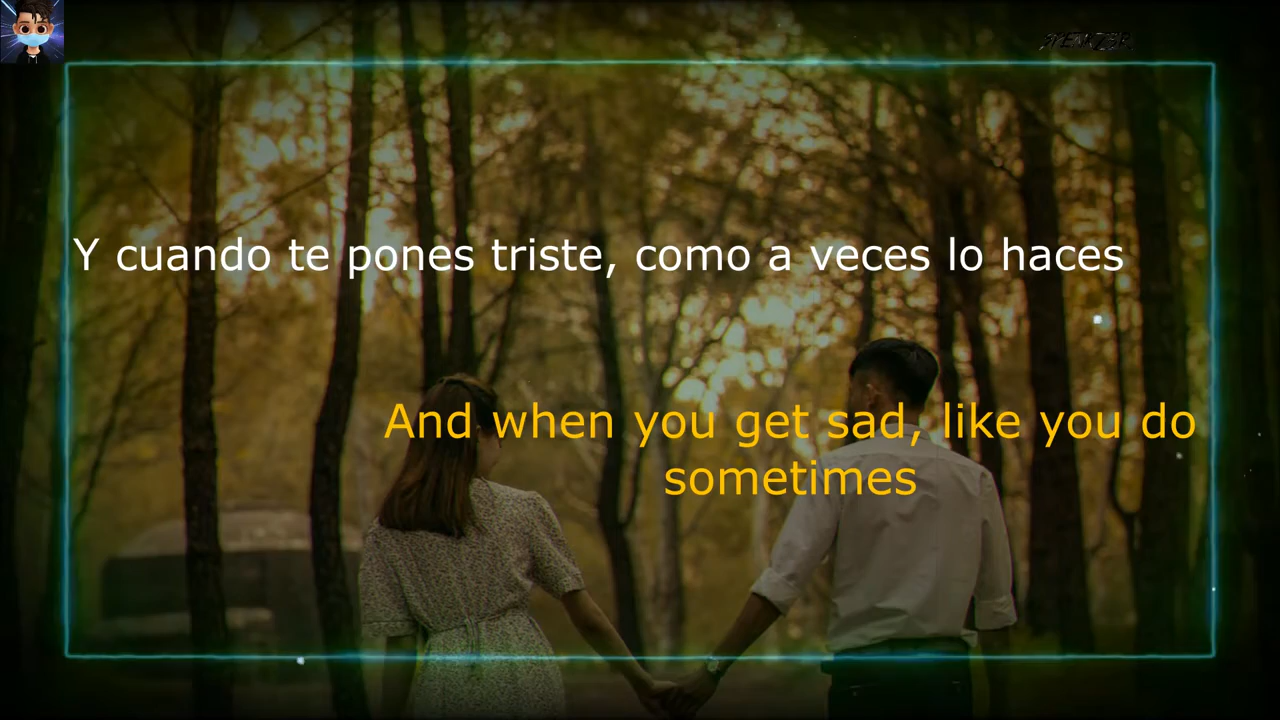 Y cuando te pones triste, como a veces lo haces
And when you get sad, like you do
sometimes